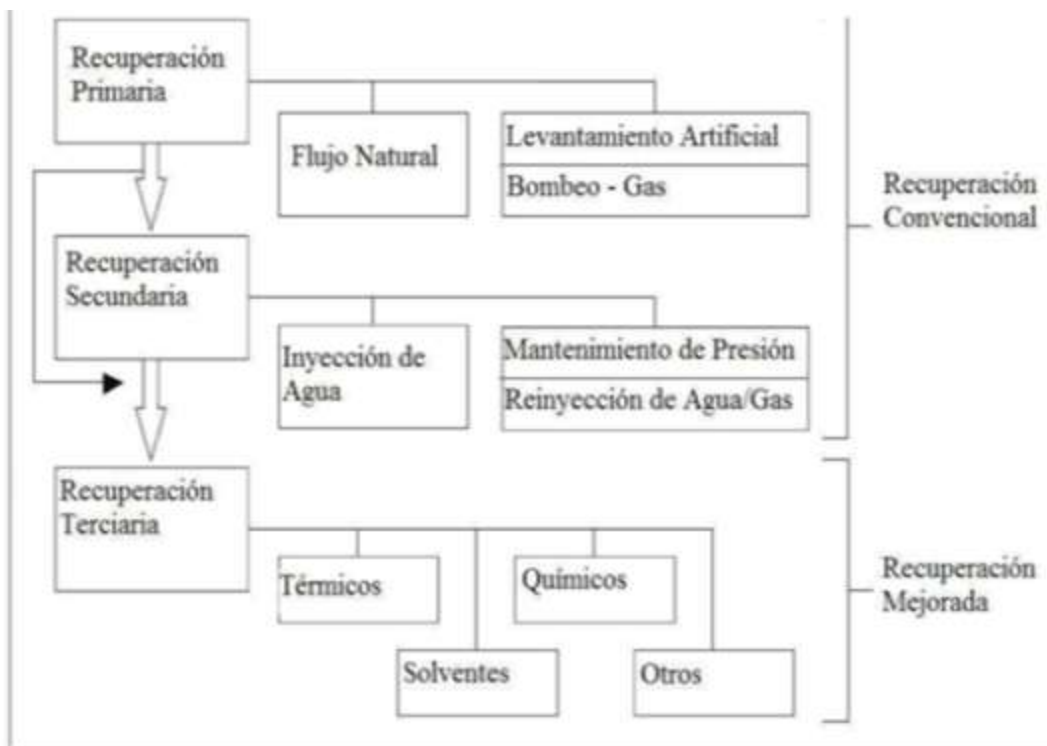 Recuperación
Primaria
Flujo Natural
Levantamiento Artificial
Bombeo - Gas
Recuperación
Convencional
Recuperación
Secundaria
Inyección de
Agua
Mantenimiento de Presión
Reinyección de Agua/Gas
Recuperación
Terciaria
Térmicos
Químicos
Solventes
Otros
Recuperación
Mejorada